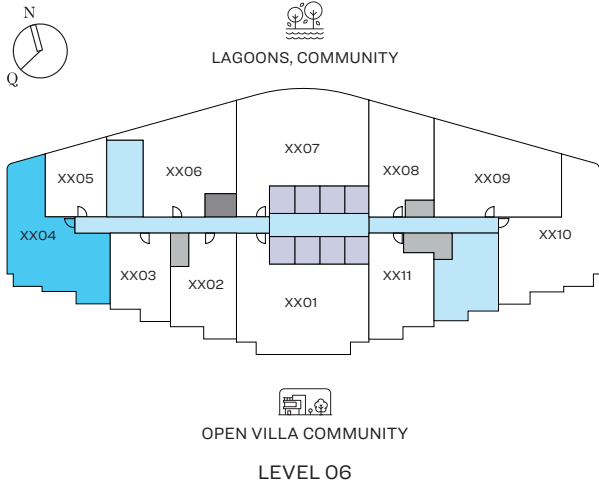 N
Q
LAGOONS, COMMUNITY
XX07
XX06
XX08
XX05
XX09
XX04
XX10
XX03
XX11
XX02
XX01
OPEN VILLA COMMUNITY
LEVEL 06